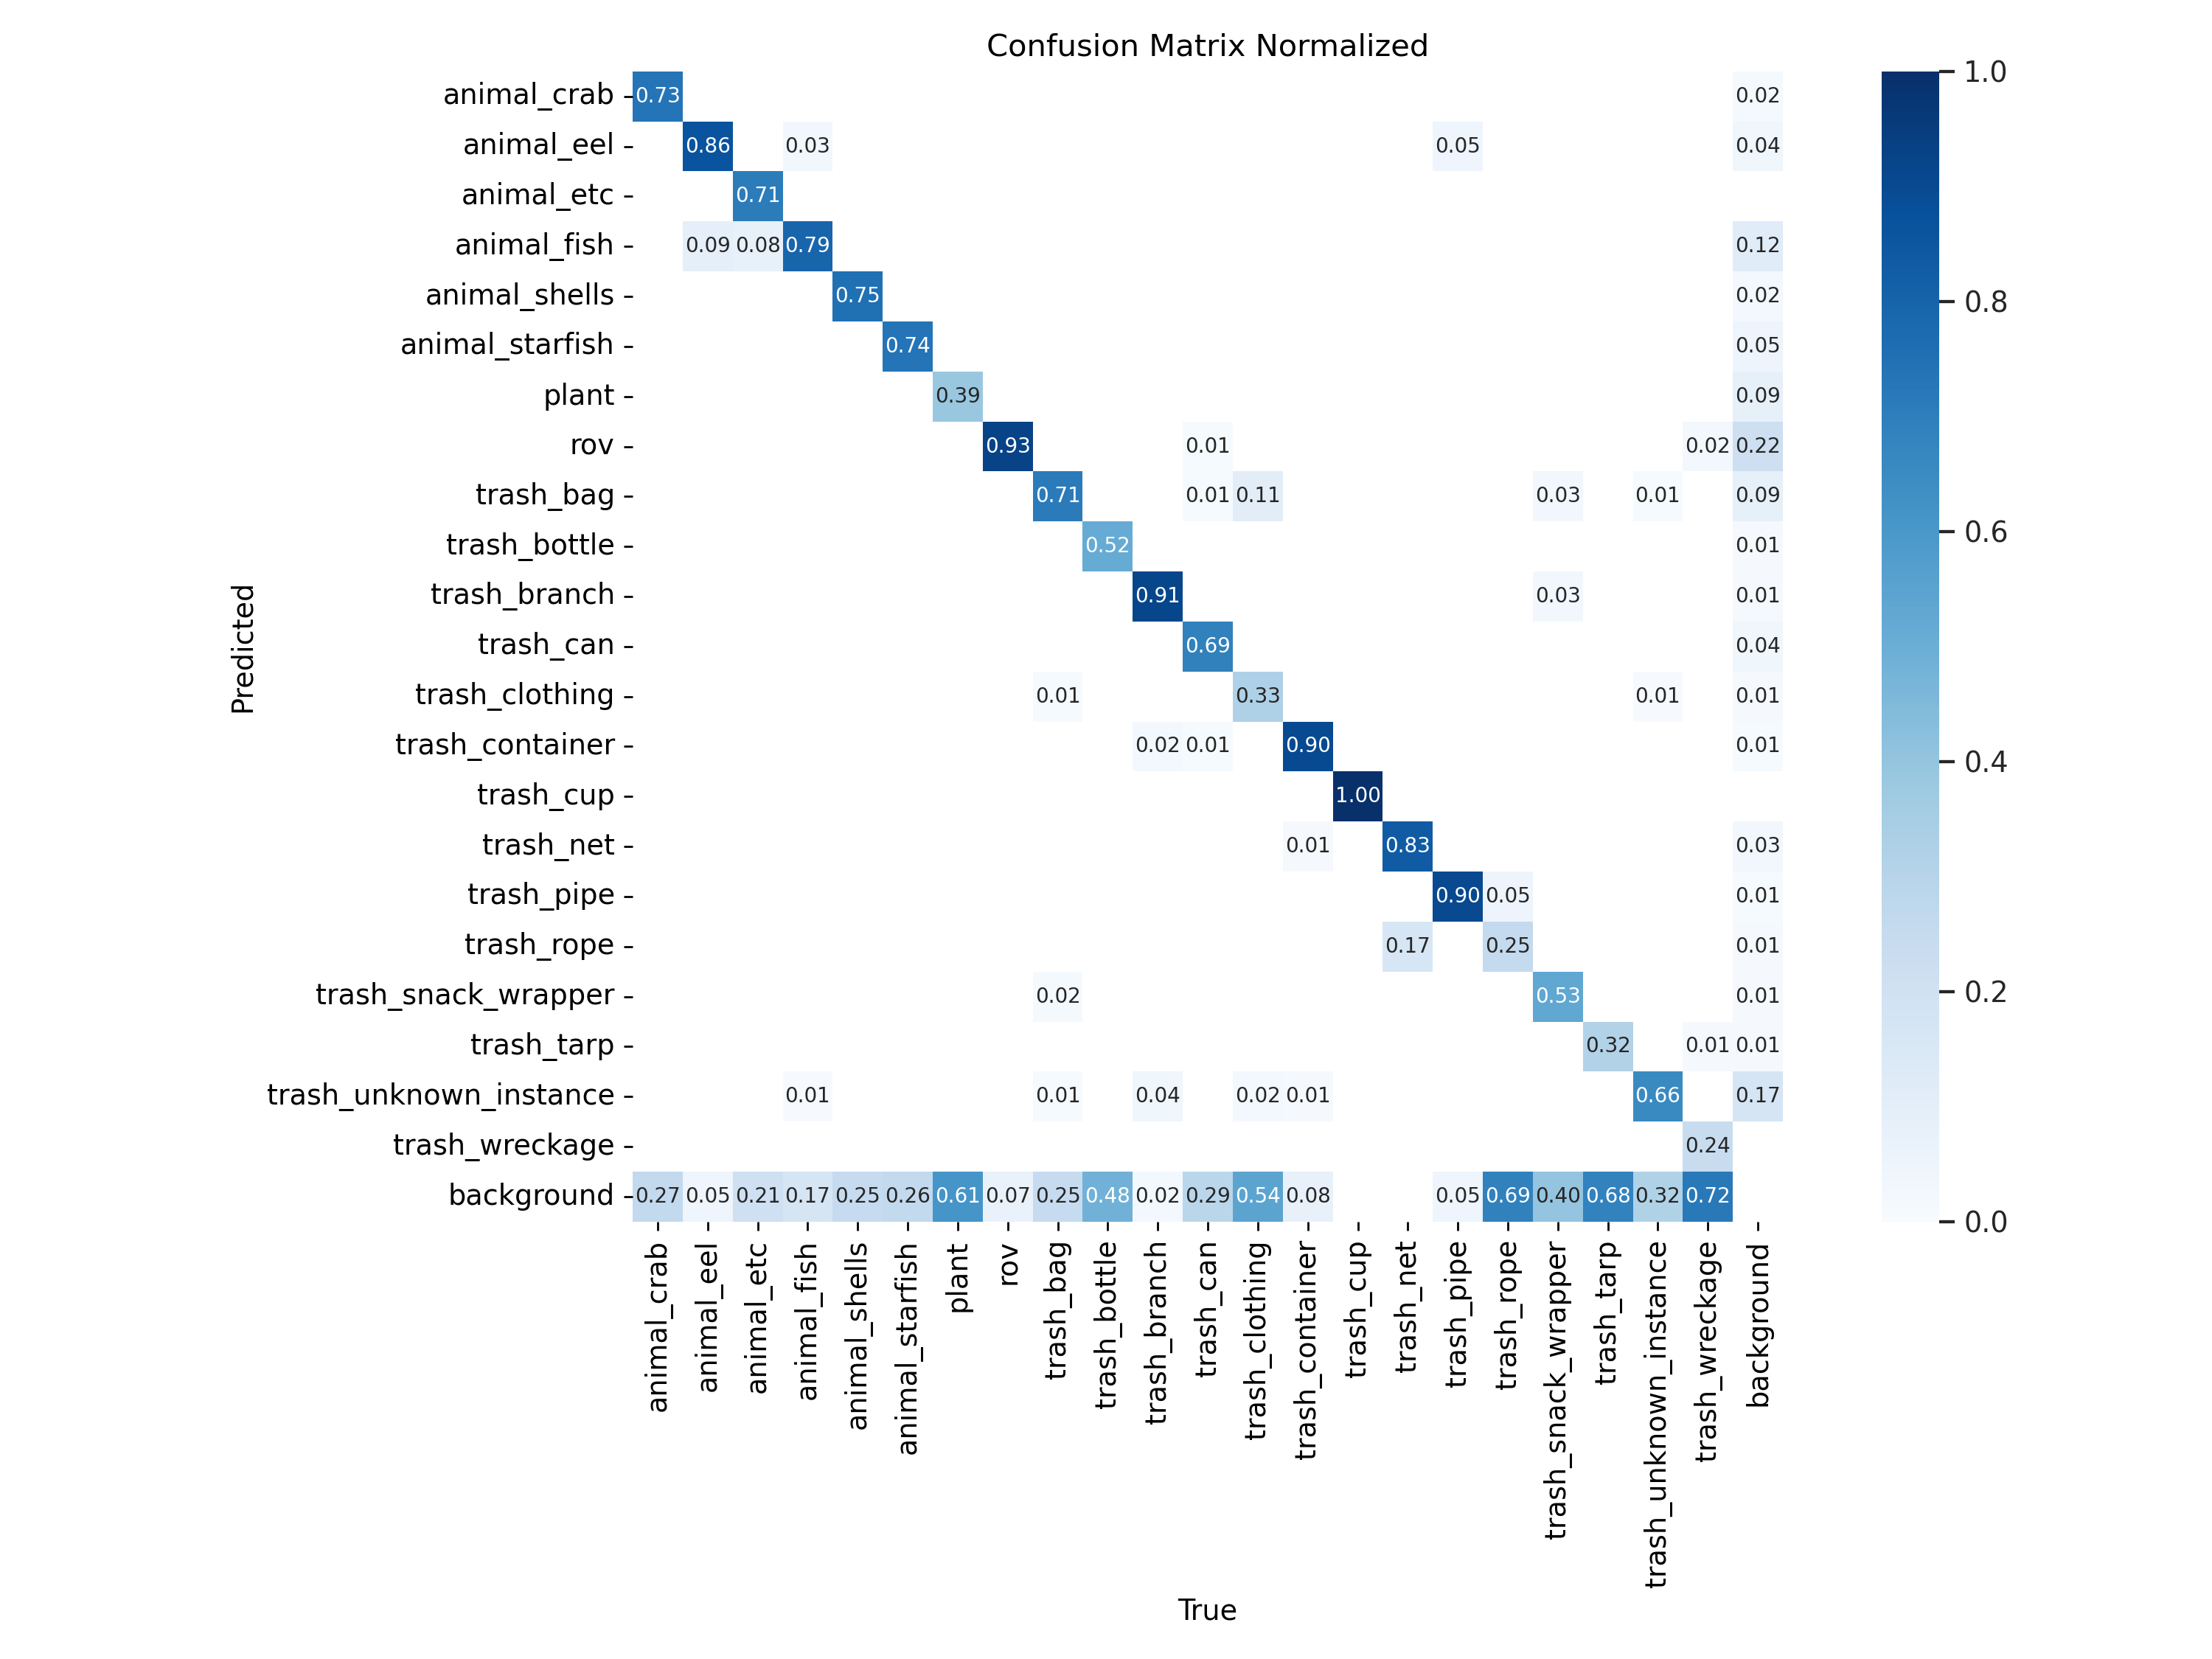 Confusion Matrix Normalized
animal_crab 0.73 0.02
animal_eel 0.86 0.03 0.05 0.04
animal_etc 0.71
animal_fish 0.09 0.08 0.79 0.12
animal_shells 0.75 0.02
animal_starfish 0.74 0.05
plant 0.39 0.09
rov 0.93 0.01 0.02 0.22
trash_bag 0.71 0.01 0.11 0.03 0.01 0.09
trash_bottle 0.52 0.01
trash_branch 0.91 0.03 0.01
trash_can 0.69 0.04
trash_clothing 0.01 0.33 0.01 0.01
trash_container 0.02 0.01 0.90 0.01
trash_cup 1.00
trash_net 0.01 0.83 0.03
trash_pipe 0.90 0.05 0.01
trash_rope 0.17 0.25 0.01
trash_snack_wrapper 0.02 0.53 0.01
trash_tarp 0.32 0.01 0.01
trash_unknown_instance 0.01 0.01 0.04 0.02 0.01 0.66 0.17
trash_wreckage 0.24
background 0.27 0.05 0.21 0.17 0.25 0.26 0.61 0.07 0.25 0.48 0.02 0.29 0.54 0.08 0.05 0.69 0.40 0.68 0.32 0.72
Predicted
animal_crab
animal_eel
animal_etc
animal_fish
animal_shells
animal_starfish
plant
rov
trash_bag
trash_bottle
trash_branch
trash_can
trash_clothing
trash_container
trash_cup
trash_net
trash_pipe
trash_rope
trash_snack_wrapper
trash_tarp
trash_unknown_instance
trash_wreckage
background
True
1.0
0.8
0.6
0.4
0.2
0.0